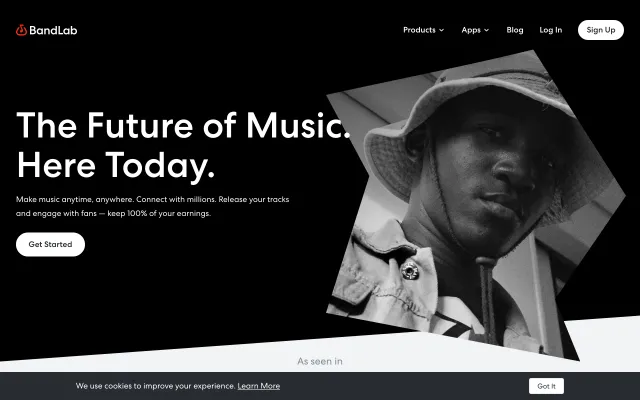 BandLab
Products
Apps
Blog
Log In
Sign Up
The Future of Music.
Here Today.
Make music anytime, anywhere. Connect with millions. Release your tracks
and engage with fans — keep 100% of your earnings.
Get Started
As seen in
We use cookies to improve your experience. Learn More
Got It